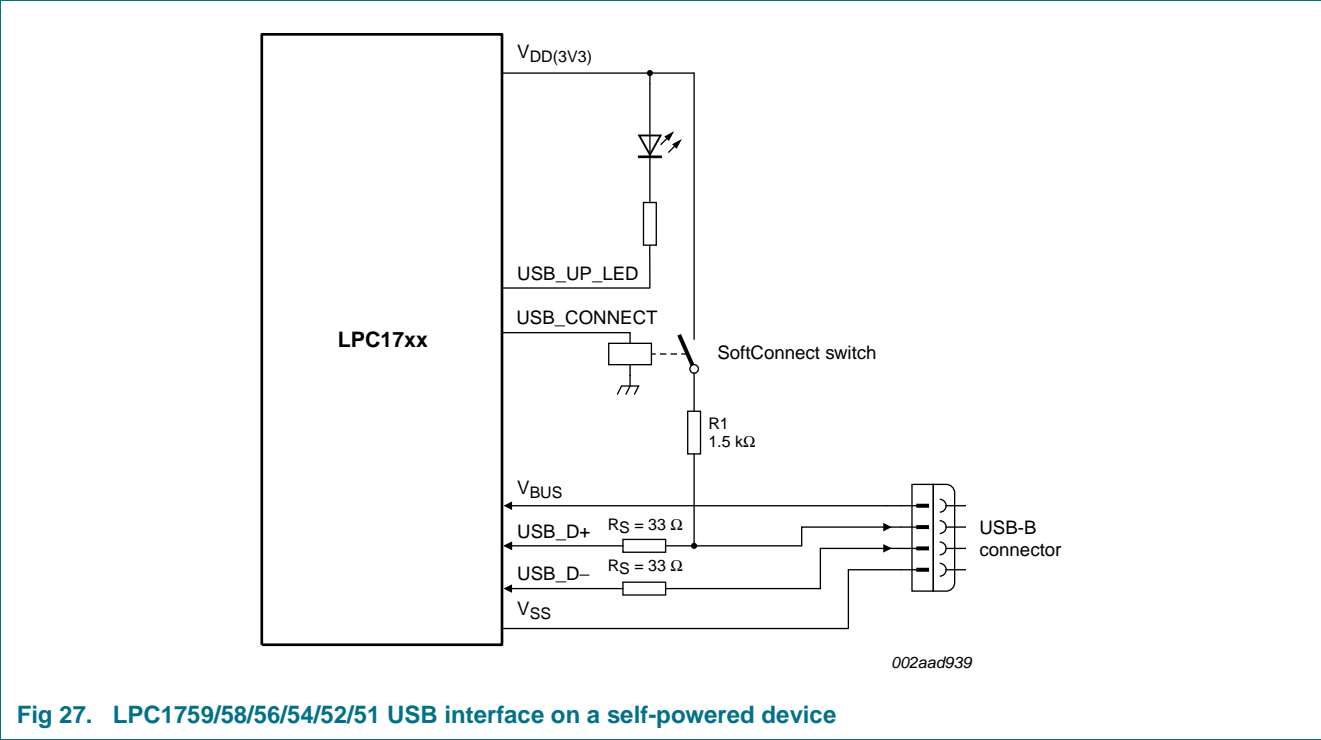 VDD(3V3)
USB_UP_LED
USB_CONNECT
LPC17xx
SoftConnect switch
R1
1.5 kΩ
VBUS
USB_D+
RS = 33 Ω
USB-B
connector
USB_D−
RS = 33 Ω
VSS
002aad939
Fig 27. LPC1759/58/56/54/52/51 USB interface on a self-powered device